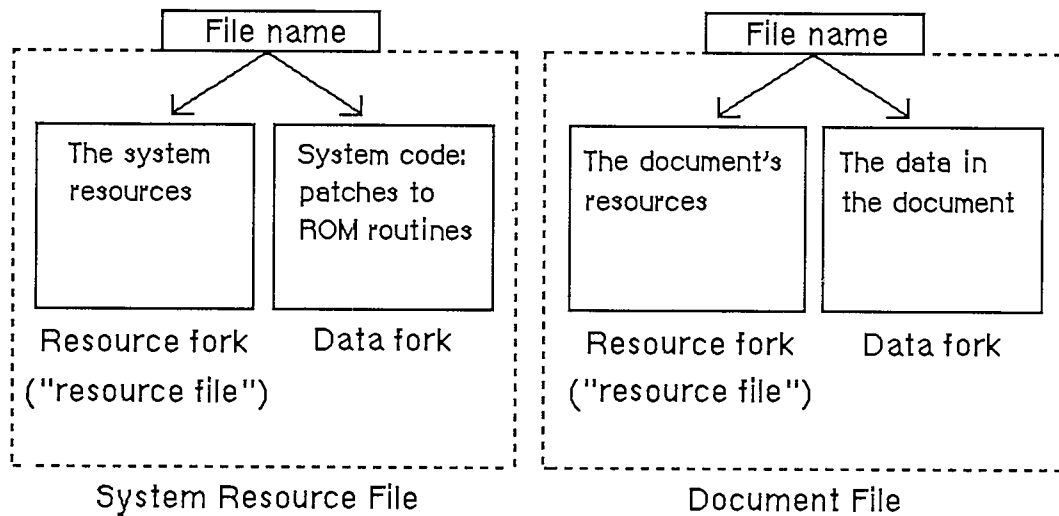 File name
The system
resources
System code:
patches to
ROM routines
Resource fork
("resource file")
Data fork
System Resource File
File name
The document's
resources
The data in
the document
Resource fork
("resource file")
Data fork
Document File